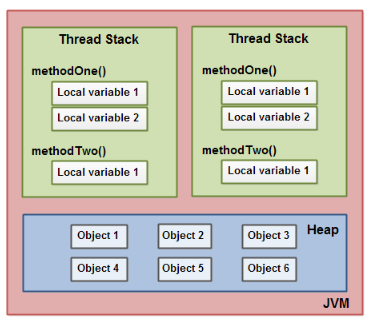 Thread Stack
methodOne()
Local variable 1
Local variable 2
methodTwo()
Local variable 1
Thread Stack
methodOne()
Local variable 1
Local variable 2
methodTwo()
Local variable 1
Heap
Object 1 Object 2 Object 3
Object 4 Object 5 Object 6
JVM